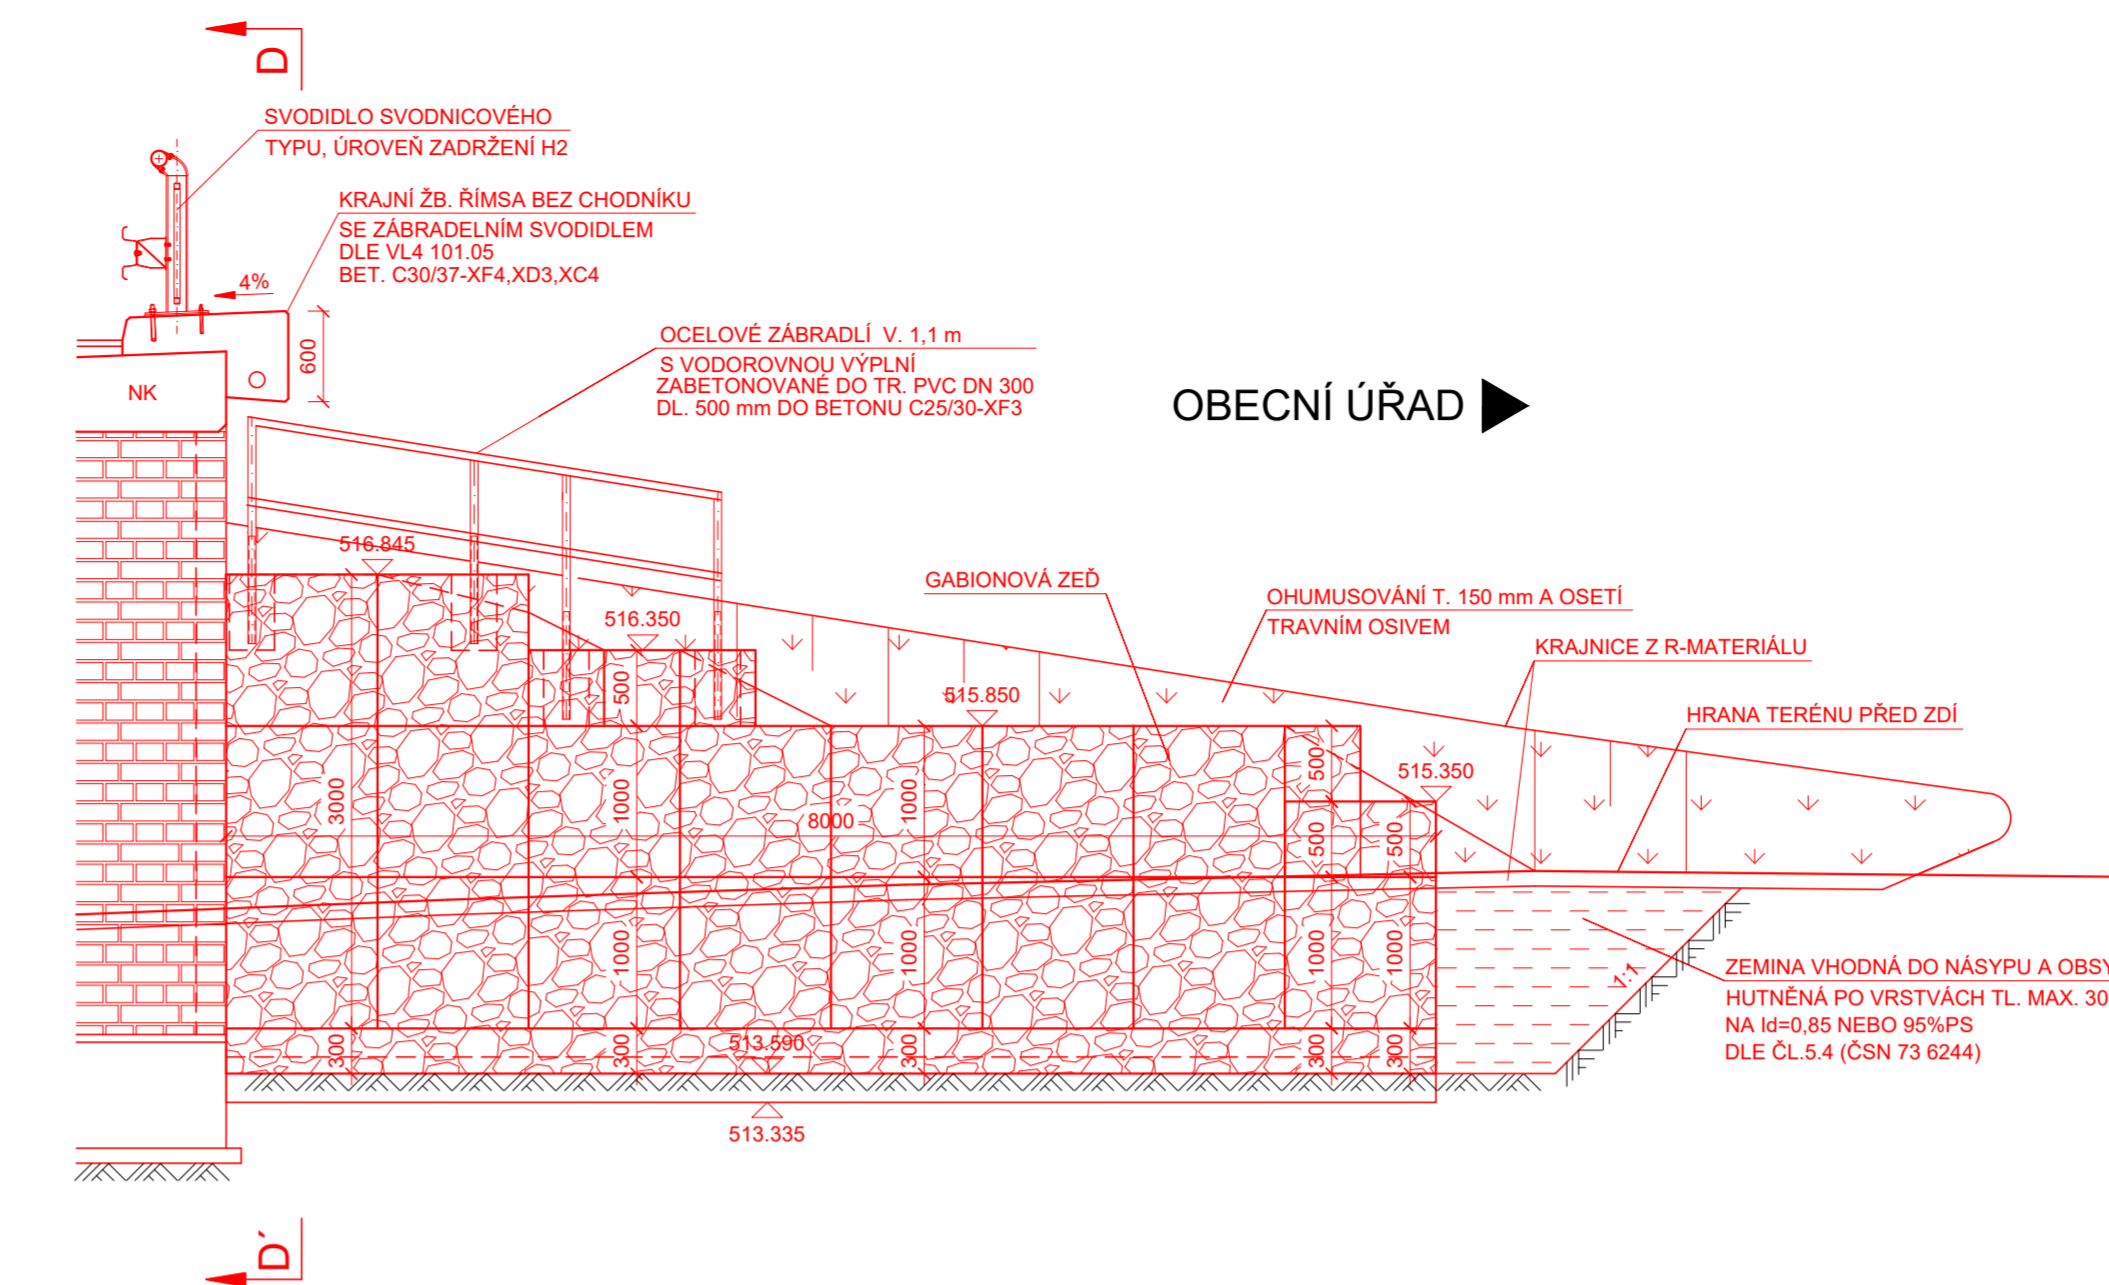 D
SVODIDLO SVODNICOVÉHO
TYPU, ÚROVEŇ ZADRŽENÍ H2
KRAJNÍ ŽB. ŘÍMSA BEZ CHODNÍKU
SE ZÁBRADELNÍM SVODIDLEM
DLE VL4 101.05
BET. C30/37-XF4,XD3,XC4
4%
600
NK
OCELOVÉ ZÁBRADLÍ V. 1,1 m
S VODOROVNOU VÝPLNÍ
ZABETONOVANÉ DO TR. PVC DN 300
DL. 500 mm DO BETONU C25/30-XF3
OBECNÍ ÚŘAD
516.845
516.350
GABIONOVÁ ZEĎ
OHUMUSOVÁNÍ T. 150 mm A OSETÍ
TRAVNÍM OSIVEM
KRAJNICE Z R-MATERIÁLU
HRANA TERÉNU PŘED ZDÍ
515.850
515.350
500
500
3000
1000
8000
1000
500
500
1000
1000
1000
1000
1:1
ZEMINA VHODNÁ DO NÁSYPU A OBSY
HUTNĚNÁ PO VRSTVÁCH TL. MAX. 30
NA Id=0,85 NEBO 95%PS
DLE ČL.5.4 (ČSN 73 6244)
300
300
513.590
300
300
300
513.335
D´